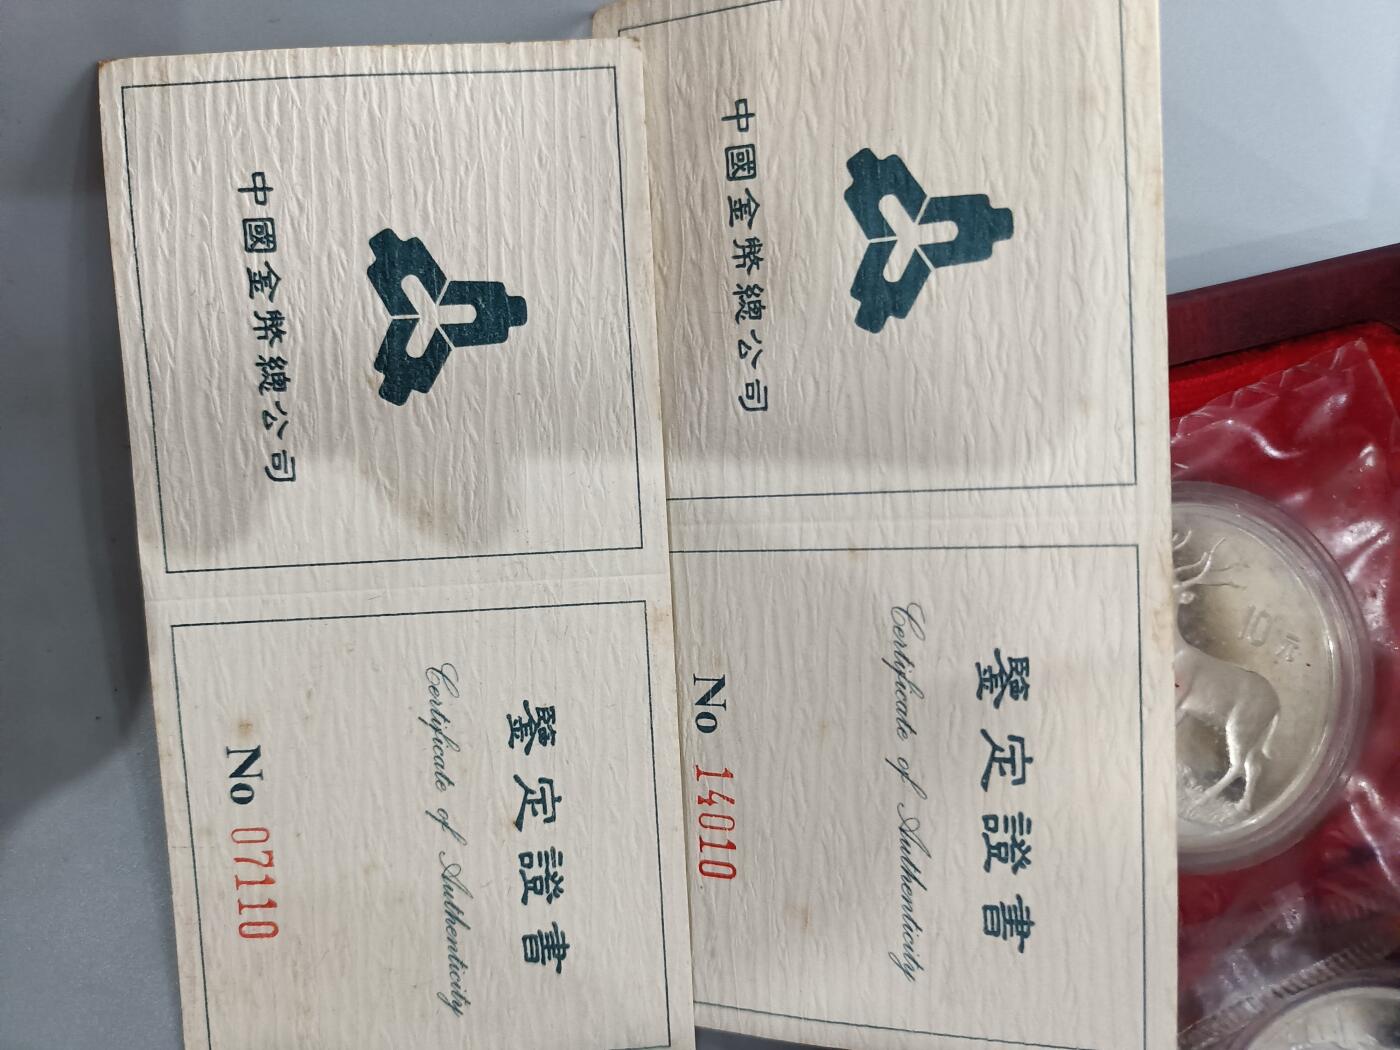 中國金幣總公司
鑒定證書
Certificate of Authenticity
No 07110
中國金幣總公司
鑒定證書
Certificate of Authenticity
No 14010
10元